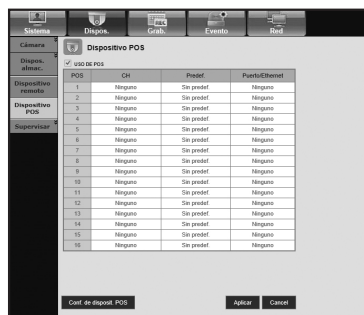 Sistema Dispos. Grab. Evento Red
REC
Cámara
Dispos. almac.
Dispositivo remoto
Dispositivo POS
Supervisar
Dispositivo POS
USO DE POS
POS CH Predef. Puerto/Ethernet
1 Ninguno Sin predef. Ninguno
2 Ninguno Sin predef. Ninguno
3 Ninguno Sin predef. Ninguno
4 Ninguno Sin predef. Ninguno
5 Ninguno Sin predef. Ninguno
6 Ninguno Sin predef. Ninguno
7 Ninguno Sin predef. Ninguno
8 Ninguno Sin predef. Ninguno
9 Ninguno Sin predef. Ninguno
10 Ninguno Sin predef. Ninguno
11 Ninguno Sin predef. Ninguno
12 Ninguno Sin predef. Ninguno
13 Ninguno Sin predef. Ninguno
14 Ninguno Sin predef. Ninguno
15 Ninguno Sin predef. Ninguno
16 Ninguno Sin predef. Ninguno
Conf. de disposit. POS Aplicar Cancel